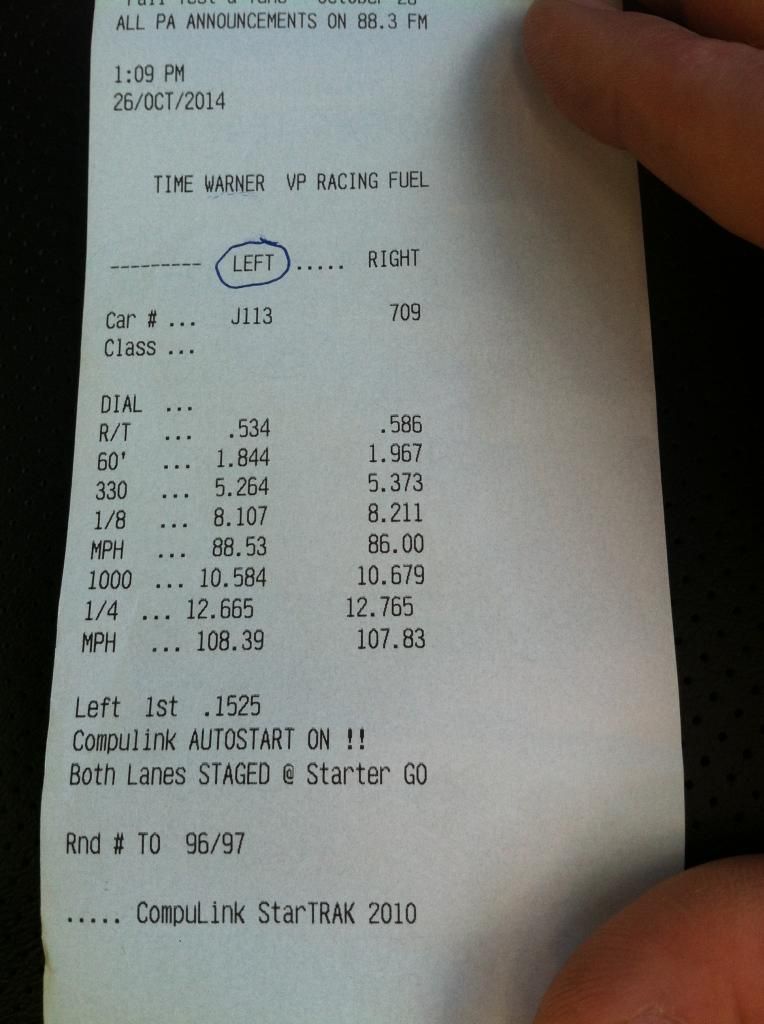 ALL PA ANNOUNCEMENTS ON 88.3 FM
1:09 PM
26/OCT/2014
TIME WARNER VP RACING FUEL
--------- LEFT ..... RIGHT
Car # ... J113 709
Class ...
DIAL ...
R/T ... .534 .586
60' ... 1.844 1.967
330 ... 5.264 5.373
1/8 ... 8.107 8.211
MPH ... 88.53 86.00
1000 ... 10.584 10.679
1/4 ... 12.665 12.765
MPH ... 108.39 107.83
Left 1st .1525
Compulink AUTOSTART ON !!
Both Lanes STAGED @ Starter GO
Rnd # TO 96/97
..... CompuLink StarTRAK 2010